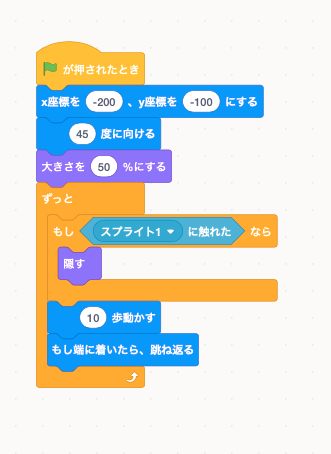 が押されたとき
x座標を -200 、y座標を -100 にする
45 度に向ける
大きさを 50 %にする
ずっと
もし スプライト1 に触れた なら
隠す
10 歩動かす
もし端に着いたら、跳ね返る